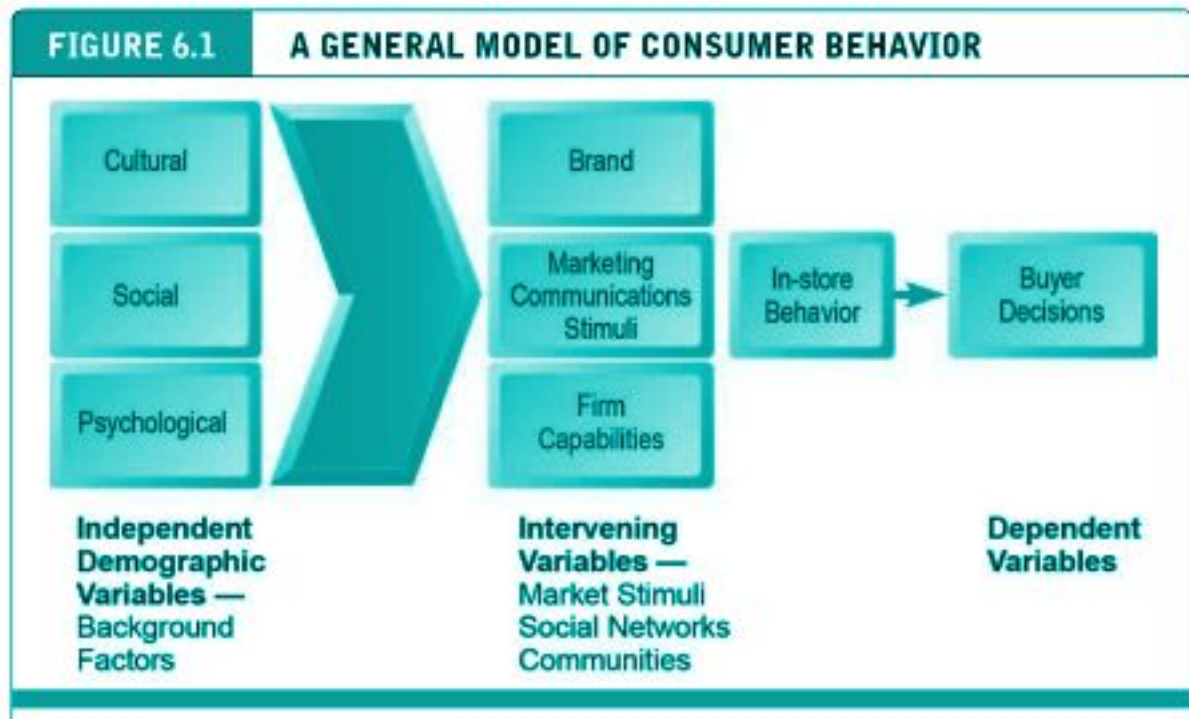 FIGURE 6.1
A GENERAL MODEL OF CONSUMER BEHAVIOR
Cultural
Social
Psychological
Brand
Marketing
Communications
Stimuli
Firm
Capabilities
In-store
Behavior
Buyer
Decisions
Independent
Demographic
Variables —
Background
Factors
Intervening
Variables —
Market Stimuli
Social Networks
Communities
Dependent
Variables